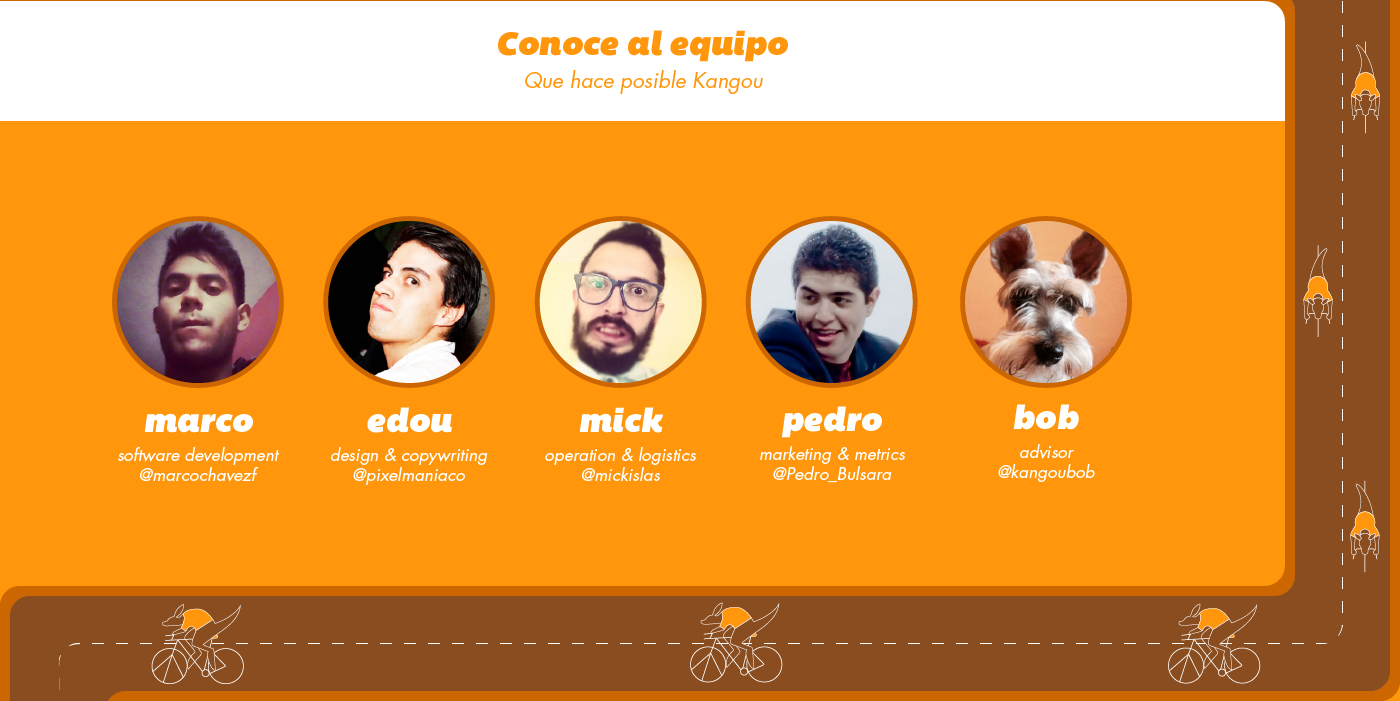 Conoce al equipo
Que hace posible Kangou
marco
software development
@marcochavezf
edou
design & copywriting
@pixelmaniaco
mick
operation & logistics
@mickislas
pedro
marketing & metrics
@Pedro_Bulsara
bob
advisor
@kangoubob